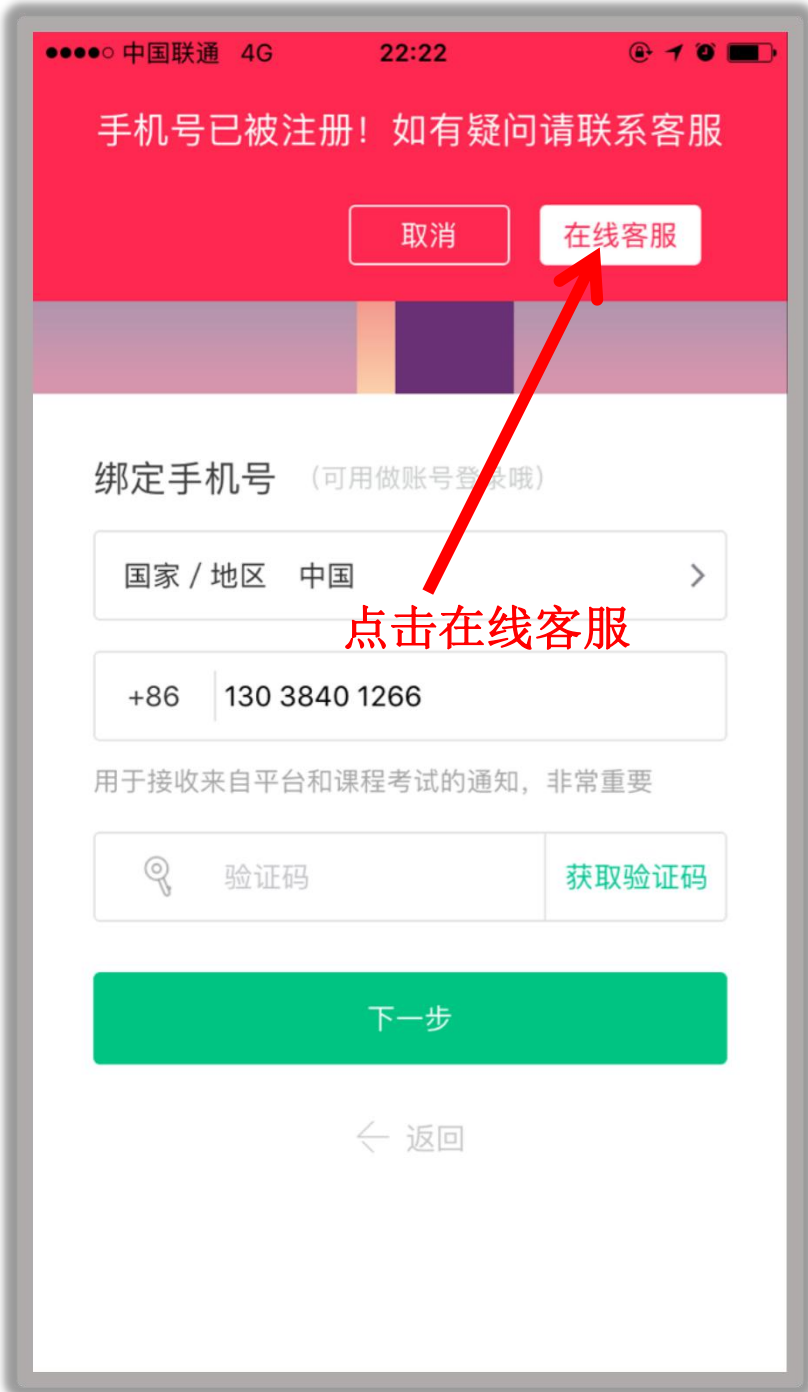 中国联通 4G 22:22
手机号已被注册！如有疑问请联系客服
取消 在线客服
绑定手机号 （可用做账号登录哦）
国家 / 地区 中国
点击在线客服
+86 130 3840 1266
用于接收来自平台和课程考试的通知，非常重要
验证码 获取验证码
下一步
返回